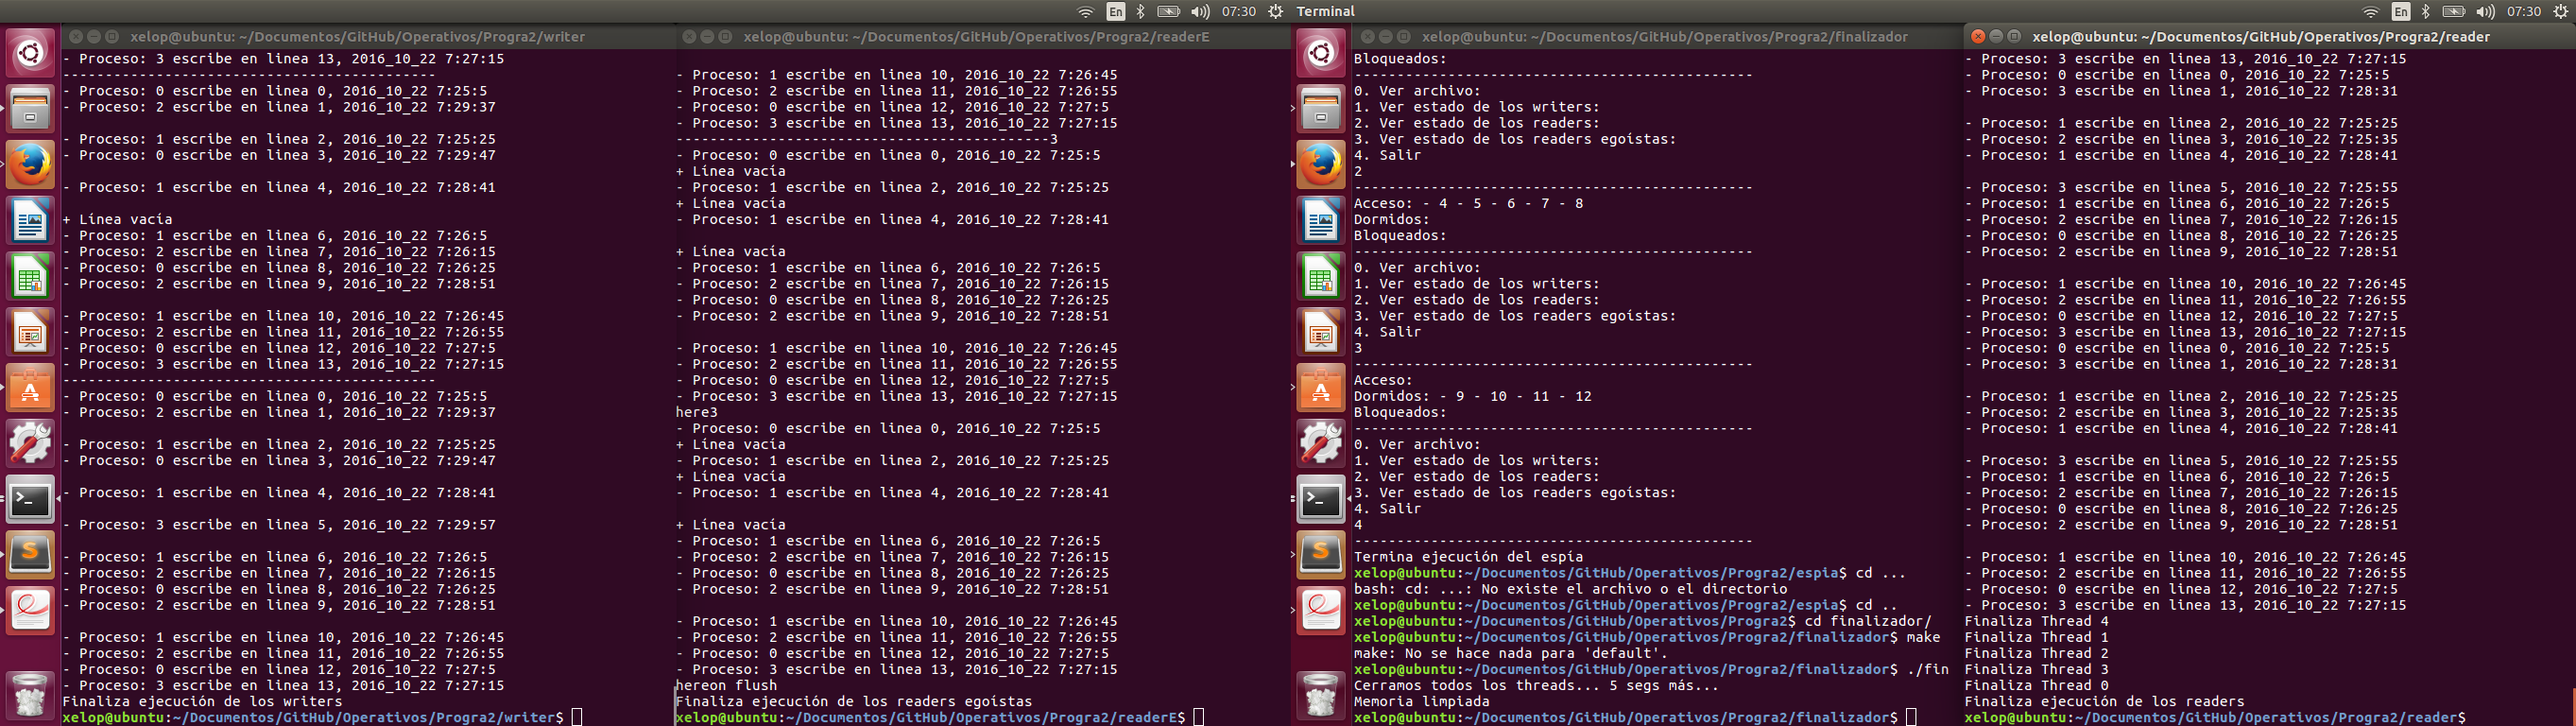 En 07:30 Terminal En 07:30
xelop@ubuntu: ~/Documentos/GitHub/Operativos/Progra2/writer
- Proceso: 3 escribe en linea 13, 2016_10_22 7:27:15
---------------------------------------------
- Proceso: 0 escribe en linea 0, 2016_10_22 7:25:5
- Proceso: 2 escribe en linea 1, 2016_10_22 7:29:37
- Proceso: 1 escribe en linea 2, 2016_10_22 7:25:25
- Proceso: 0 escribe en linea 3, 2016_10_22 7:29:47
- Proceso: 1 escribe en linea 4, 2016_10_22 7:28:41
+ Linea vacia
- Proceso: 1 escribe en linea 6, 2016_10_22 7:26:5
- Proceso: 2 escribe en linea 7, 2016_10_22 7:26:15
- Proceso: 0 escribe en linea 8, 2016_10_22 7:26:25
- Proceso: 2 escribe en linea 9, 2016_10_22 7:28:51
- Proceso: 1 escribe en linea 10, 2016_10_22 7:26:45
- Proceso: 2 escribe en linea 11, 2016_10_22 7:26:55
- Proceso: 0 escribe en linea 12, 2016_10_22 7:27:5
- Proceso: 3 escribe en linea 13, 2016_10_22 7:27:15
---------------------------------------------
- Proceso: 0 escribe en linea 0, 2016_10_22 7:25:5
- Proceso: 2 escribe en linea 1, 2016_10_22 7:29:37
- Proceso: 1 escribe en linea 2, 2016_10_22 7:25:25
- Proceso: 0 escribe en linea 3, 2016_10_22 7:29:47
- Proceso: 1 escribe en linea 4, 2016_10_22 7:28:41
- Proceso: 3 escribe en linea 5, 2016_10_22 7:29:57
- Proceso: 1 escribe en linea 6, 2016_10_22 7:26:5
- Proceso: 2 escribe en linea 7, 2016_10_22 7:26:15
- Proceso: 0 escribe en linea 8, 2016_10_22 7:26:25
- Proceso: 2 escribe en linea 9, 2016_10_22 7:28:51
- Proceso: 1 escribe en linea 10, 2016_10_22 7:26:45
- Proceso: 2 escribe en linea 11, 2016_10_22 7:26:55
- Proceso: 0 escribe en linea 12, 2016_10_22 7:27:5
- Proceso: 3 escribe en linea 13, 2016_10_22 7:27:15
Finaliza ejecución de los writers
xelop@ubuntu:~/Documentos/GitHub/Operativos/Progra2/writer$
xelop@ubuntu: ~/Documentos/GitHub/Operativos/Progra2/readerE
- Proceso: 1 escribe en linea 10, 2016_10_22 7:26:45
- Proceso: 2 escribe en linea 11, 2016_10_22 7:26:55
- Proceso: 0 escribe en linea 12, 2016_10_22 7:27:5
- Proceso: 3 escribe en linea 13, 2016_10_22 7:27:15
---------------------------------------------3
- Proceso: 0 escribe en linea 0, 2016_10_22 7:25:5
+ Linea vacia
- Proceso: 1 escribe en linea 2, 2016_10_22 7:25:25
+ Linea vacia
- Proceso: 1 escribe en linea 4, 2016_10_22 7:28:41
+ Linea vacia
- Proceso: 1 escribe en linea 6, 2016_10_22 7:26:5
- Proceso: 2 escribe en linea 7, 2016_10_22 7:26:15
- Proceso: 0 escribe en linea 8, 2016_10_22 7:26:25
- Proceso: 2 escribe en linea 9, 2016_10_22 7:28:51
- Proceso: 1 escribe en linea 10, 2016_10_22 7:26:45
- Proceso: 2 escribe en linea 11, 2016_10_22 7:26:55
- Proceso: 0 escribe en linea 12, 2016_10_22 7:27:5
- Proceso: 3 escribe en linea 13, 2016_10_22 7:27:15
here3
- Proceso: 0 escribe en linea 0, 2016_10_22 7:25:5
+ Linea vacia
- Proceso: 1 escribe en linea 2, 2016_10_22 7:25:25
+ Linea vacia
- Proceso: 1 escribe en linea 4, 2016_10_22 7:28:41
+ Linea vacia
- Proceso: 1 escribe en linea 6, 2016_10_22 7:26:5
- Proceso: 2 escribe en linea 7, 2016_10_22 7:26:15
- Proceso: 0 escribe en linea 8, 2016_10_22 7:26:25
- Proceso: 2 escribe en linea 9, 2016_10_22 7:28:51
- Proceso: 1 escribe en linea 10, 2016_10_22 7:26:45
- Proceso: 2 escribe en linea 11, 2016_10_22 7:26:55
- Proceso: 0 escribe en linea 12, 2016_10_22 7:27:5
- Proceso: 3 escribe en linea 13, 2016_10_22 7:27:15
hereon flush
Finaliza ejecución de los readers egoístas
xelop@ubuntu:~/Documentos/GitHub/Operativos/Progra2/readerE$
xelop@ubuntu: ~/Documentos/GitHub/Operativos/Progra2/finalizador
Bloqueados:
------------------------------------------------
0. Ver archivo:
1. Ver estado de los writers:
2. Ver estado de los readers:
3. Ver estado de los readers egoístas:
4. Salir
2
------------------------------------------------
Acceso: - 4 - 5 - 6 - 7 - 8
Dormidos:
Bloqueados:
------------------------------------------------
0. Ver archivo:
1. Ver estado de los writers:
2. Ver estado de los readers:
3. Ver estado de los readers egoístas:
4. Salir
3
------------------------------------------------
Acceso:
Dormidos: - 9 - 10 - 11 - 12
Bloqueados:
------------------------------------------------
0. Ver archivo:
1. Ver estado de los writers:
2. Ver estado de los readers:
3. Ver estado de los readers egoístas:
4. Salir
4
------------------------------------------------
Termina ejecución del espía
xelop@ubuntu:~/Documentos/GitHub/Operativos/Progra2/espia$ cd ...
bash: cd: ...: No existe el archivo o el directorio
xelop@ubuntu:~/Documentos/GitHub/Operativos/Progra2/espia$ cd ..
xelop@ubuntu:~/Documentos/GitHub/Operativos/Progra2$ cd finalizador/
xelop@ubuntu:~/Documentos/GitHub/Operativos/Progra2/finalizador$ make
make: No se hace nada para 'default'.
xelop@ubuntu:~/Documentos/GitHub/Operativos/Progra2/finalizador$ ./fin
Cerramos todos los threads... 5 segs más...
Memoria limpiada
xelop@ubuntu:~/Documentos/GitHub/Operativos/Progra2/finalizador$
xelop@ubuntu: ~/Documentos/GitHub/Operativos/Progra2/reader
- Proceso: 3 escribe en linea 13, 2016_10_22 7:27:15
- Proceso: 0 escribe en linea 0, 2016_10_22 7:25:5
- Proceso: 3 escribe en linea 1, 2016_10_22 7:28:31
- Proceso: 1 escribe en linea 2, 2016_10_22 7:25:25
- Proceso: 2 escribe en linea 3, 2016_10_22 7:25:35
- Proceso: 1 escribe en linea 4, 2016_10_22 7:28:41
- Proceso: 3 escribe en linea 5, 2016_10_22 7:25:55
- Proceso: 1 escribe en linea 6, 2016_10_22 7:26:5
- Proceso: 2 escribe en linea 7, 2016_10_22 7:26:15
- Proceso: 0 escribe en linea 8, 2016_10_22 7:26:25
- Proceso: 2 escribe en linea 9, 2016_10_22 7:28:51
- Proceso: 1 escribe en linea 10, 2016_10_22 7:26:45
- Proceso: 2 escribe en linea 11, 2016_10_22 7:26:55
- Proceso: 0 escribe en linea 12, 2016_10_22 7:27:5
- Proceso: 3 escribe en linea 13, 2016_10_22 7:27:15
- Proceso: 0 escribe en linea 0, 2016_10_22 7:25:5
- Proceso: 3 escribe en linea 1, 2016_10_22 7:28:31
- Proceso: 1 escribe en linea 2, 2016_10_22 7:25:25
- Proceso: 2 escribe en linea 3, 2016_10_22 7:25:35
- Proceso: 1 escribe en linea 4, 2016_10_22 7:28:41
- Proceso: 3 escribe en linea 5, 2016_10_22 7:25:55
- Proceso: 1 escribe en linea 6, 2016_10_22 7:26:5
- Proceso: 2 escribe en linea 7, 2016_10_22 7:26:15
- Proceso: 0 escribe en linea 8, 2016_10_22 7:26:25
- Proceso: 2 escribe en linea 9, 2016_10_22 7:28:51
- Proceso: 1 escribe en linea 10, 2016_10_22 7:26:45
- Proceso: 2 escribe en linea 11, 2016_10_22 7:26:55
- Proceso: 0 escribe en linea 12, 2016_10_22 7:27:5
- Proceso: 3 escribe en linea 13, 2016_10_22 7:27:15
Finaliza Thread 4
Finaliza Thread 1
Finaliza Thread 2
Finaliza Thread 3
Finaliza Thread 0
Finaliza ejecución de los readers
xelop@ubuntu:~/Documentos/GitHub/Operativos/Progra2/reader$